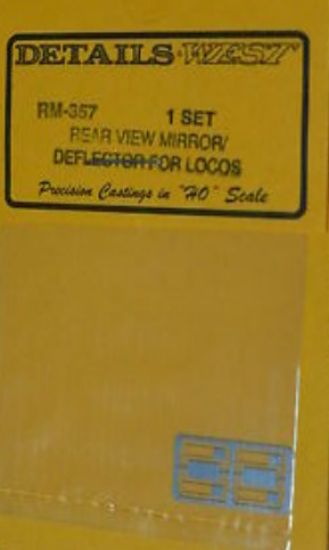 DETAILS WEST
RM-357 1 SET
REAR VIEW MIRROR/
DEFLECTOR FOR LOCOS
Precision Castings in "HO" Scale